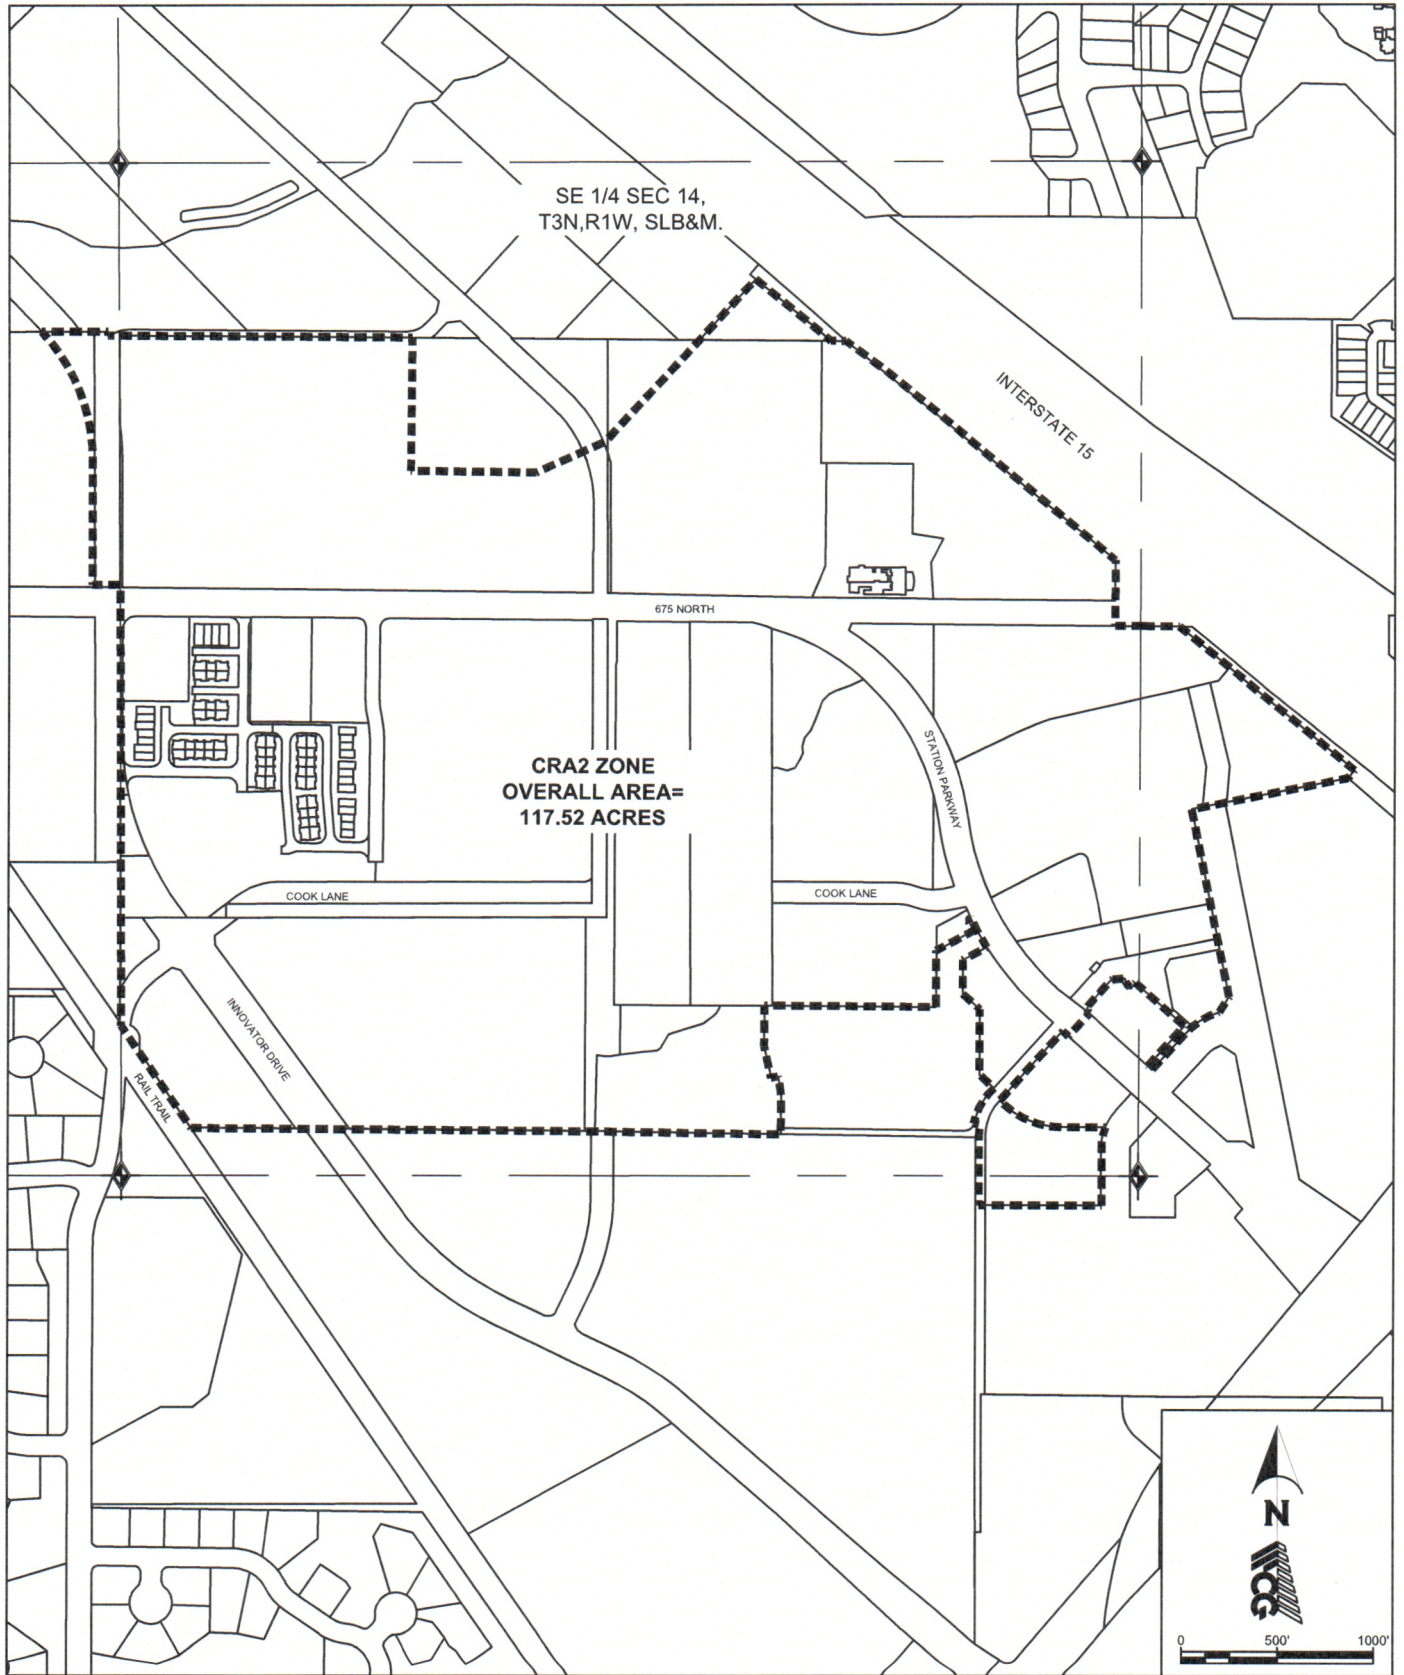 SE 1/4 SEC 14,
T3N,R1W, SLB&M.
INTERSTATE 15
675 NORTH
STATION PARKWAY
CRA2 ZONE
OVERALL AREA=
117.52 ACRES
COOK LANE
COOK LANE
INNOVATOR DRIVE
RAIL TRAIL
N
CG
0 500' 1000'